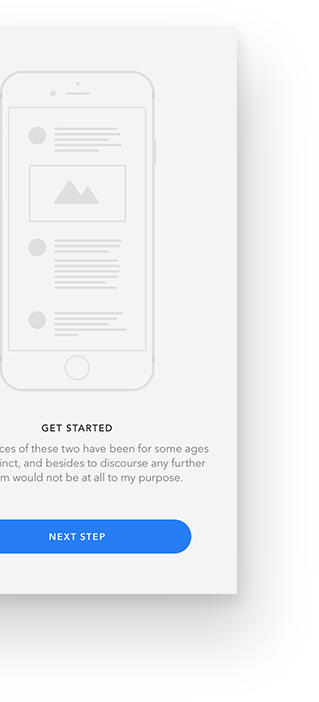 GET STARTED
ces of these two have been for some ages
inct, and besides to discourse any further
m would not be at all to my purpose.
NEXT STEP